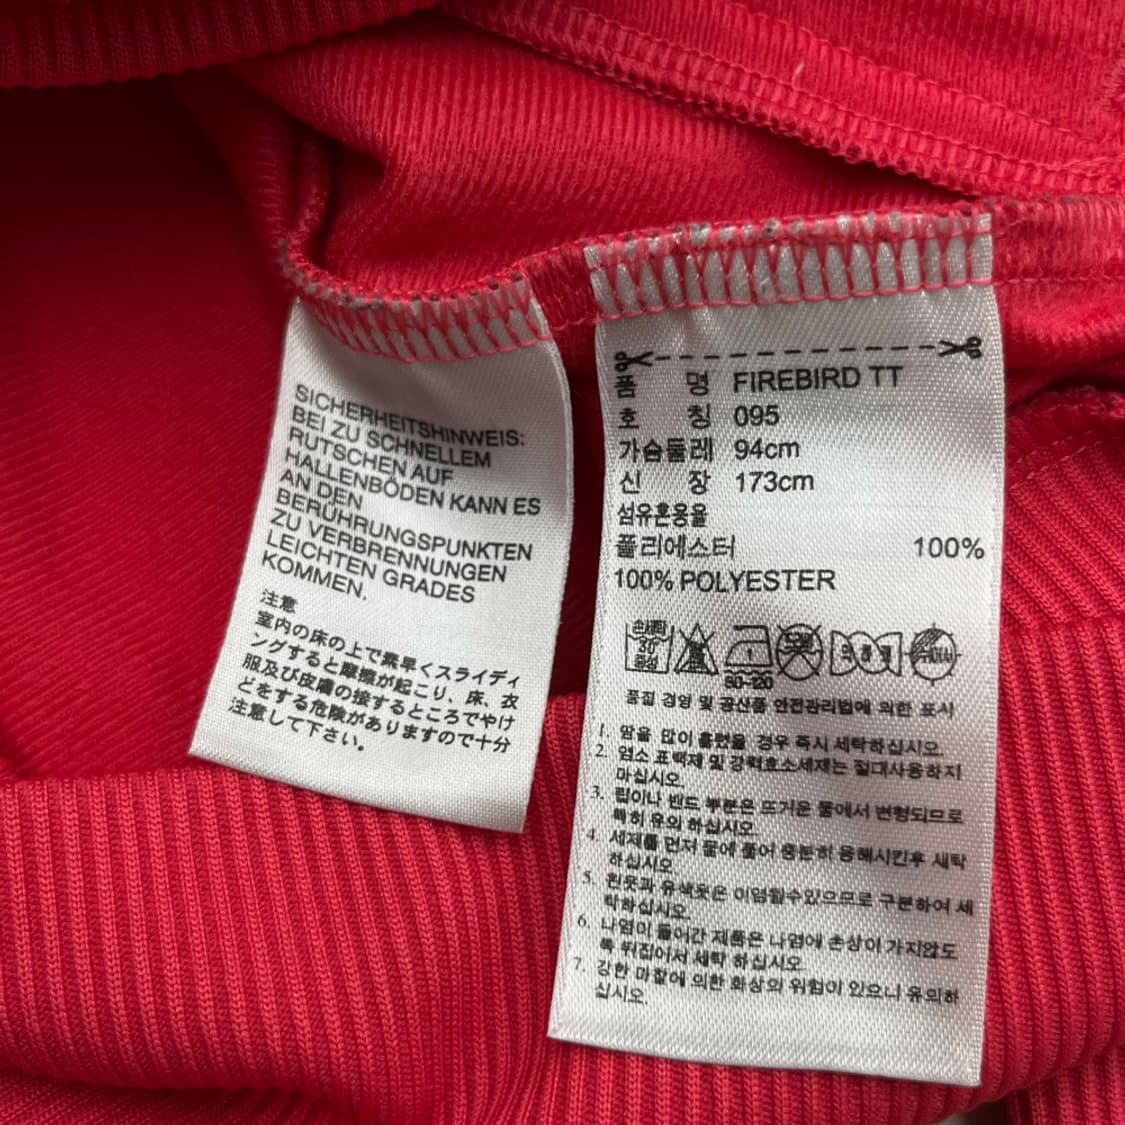 SICHERHEITSHINWEIS:
BEI ZU SCHNELLEM
RUTSCHEN AUF
HALLENBÖDEN KANN ES
AN DEN
BERÜHRUNGSPUNKTEN
ZU VERBRENNUNGEN
LEICHTEN GRADES
KOMMEN.
注意
室内の床の上で素早くスライディ
ングすると摩擦が起こり、床、衣
服及び皮膚の接するところでやけ
どをする危険がありますので十分
注意して下さい。
품 명 FIREBIRD TT
호 칭 095
가슴둘레 94cm
신 장 173cm
섬유혼용율
폴리에스터 100%
100% POLYESTER
손세탁
30
중성
1
80-120
품질 경영 및 공산품 안전관리법에 의한 표시
1. 땀을 많이 흘렸을 경우 즉시 세탁하십시오.
2. 염소 표백제 및 강력효소세제는 절대사용하지
마십시오.
3. 립이나 밴드 부분은 뜨거운 물에서 변형되므로
특히 유의 하십시오.
4. 세제를 먼저 물에 풀어 충분히 용해시킨후 세탁
하십시오.
5. 흰옷과 유색옷은 이염될수있으므로 구분하여 세
탁하십시오.
6. 나염이 들어간 제품은 나염에 손상이 가지않도
록 뒤집어서 세탁 하십시오.
7. 강한 마찰에 의한 화상의 위험이 있으니 유의하
십시오.